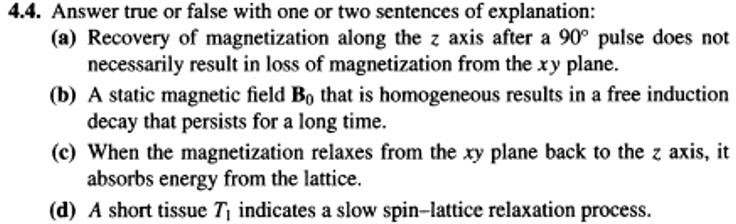 4.4. Answer true or false with one or two sentences of explanation:
(a) Recovery of magnetization along the z axis after a 90° pulse does not
necessarily result in loss of magnetization from the xy plane.
(b) A static magnetic field B₀ that is homogeneous results in a free induction
decay that persists for a long time.
(c) When the magnetization relaxes from the xy plane back to the z axis, it
absorbs energy from the lattice.
(d) A short tissue T₁ indicates a slow spin–lattice relaxation process.